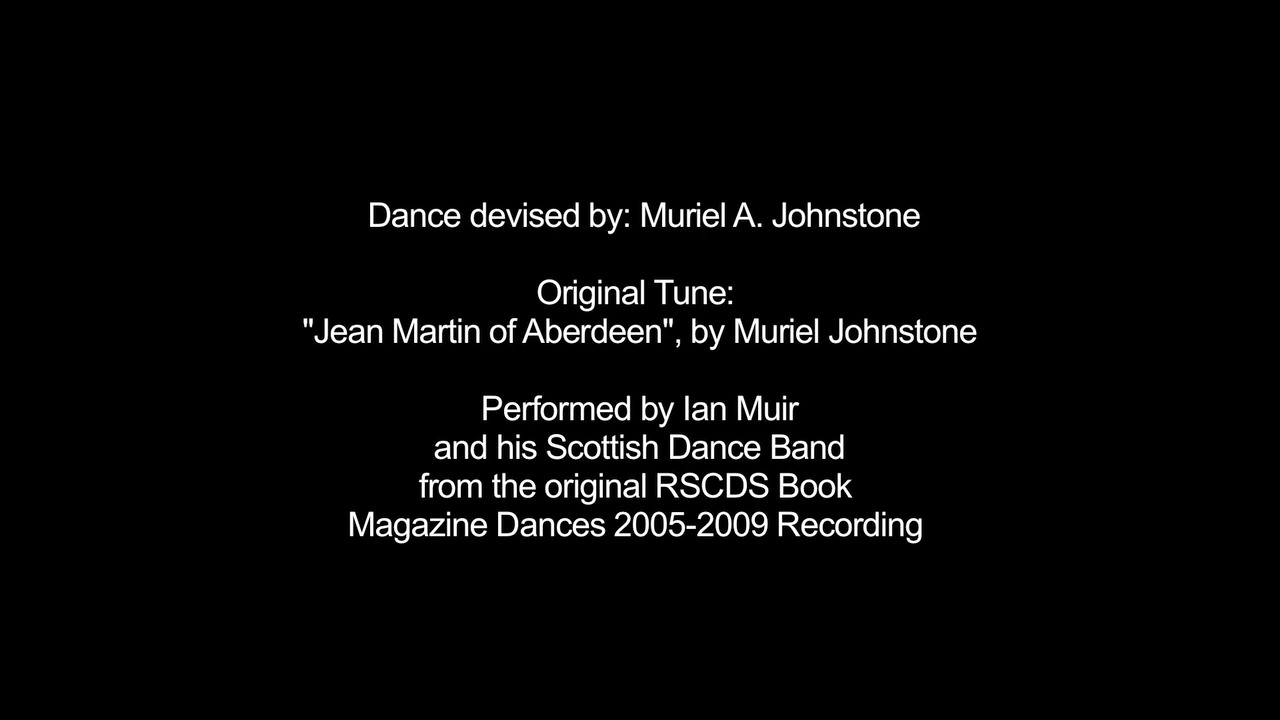 Dance devised by: Muriel A. Johnstone
Original Tune:
"Jean Martin of Aberdeen", by Muriel Johnstone
Performed by Ian Muir
and his Scottish Dance Band
from the original RSCDS Book
Magazine Dances 2005-2009 Recording